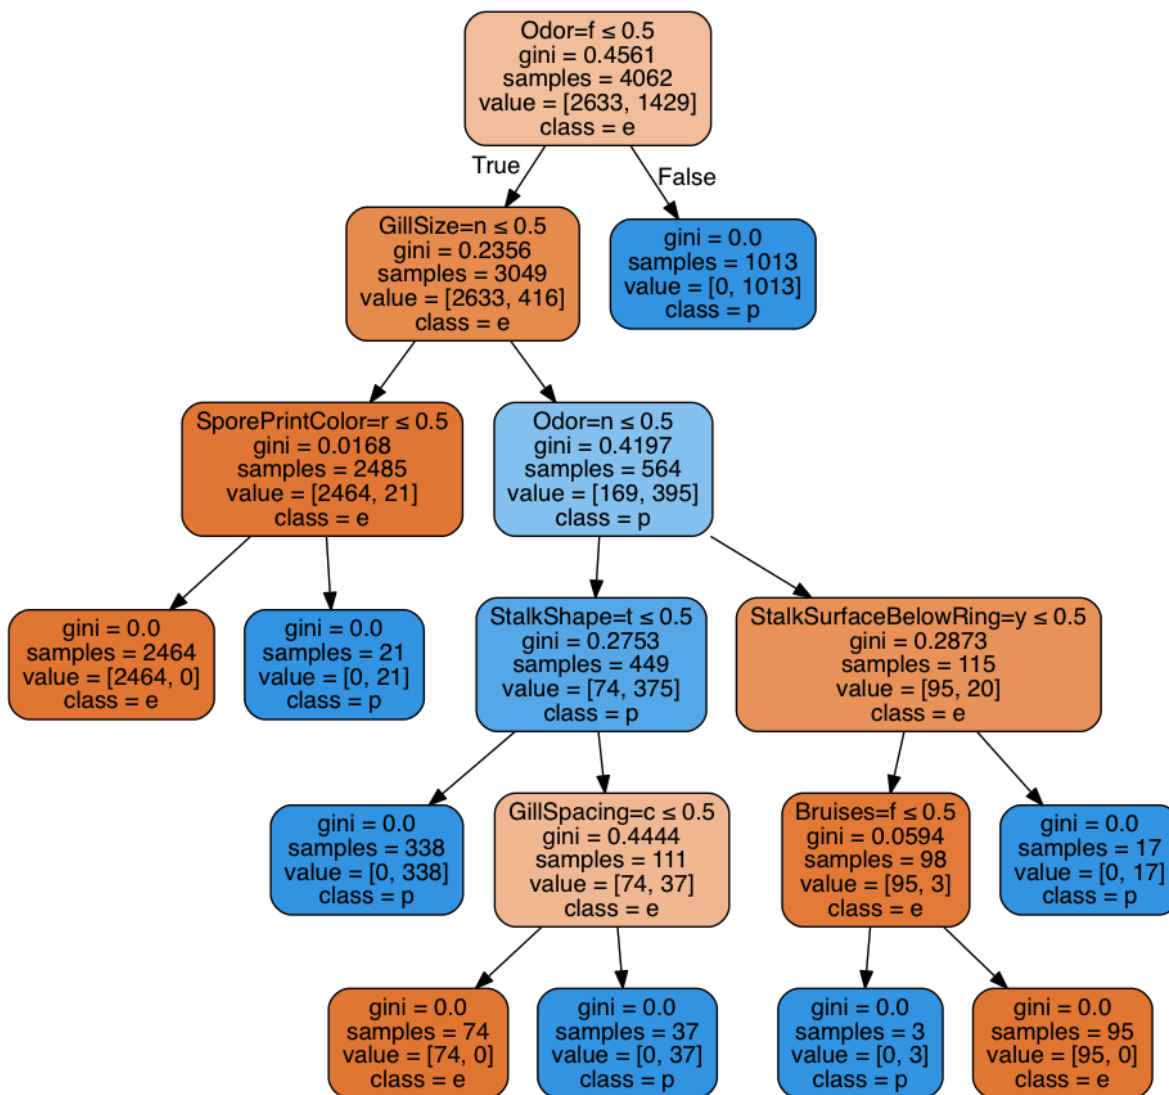 Odor=f ≤ 0.5
gini = 0.4561
samples = 4062
value = [2633, 1429]
class = e
True
False
GillSize=n ≤ 0.5
gini = 0.2356
samples = 3049
value = [2633, 416]
class = e
gini = 0.0
samples = 1013
value = [0, 1013]
class = p
SporePrintColor=r ≤ 0.5
gini = 0.0168
samples = 2485
value = [2464, 21]
class = e
Odor=n ≤ 0.5
gini = 0.4197
samples = 564
value = [169, 395]
class = p
gini = 0.0
samples = 2464
value = [2464, 0]
class = e
gini = 0.0
samples = 21
value = [0, 21]
class = p
StalkShape=t ≤ 0.5
gini = 0.2753
samples = 449
value = [74, 375]
class = p
StalkSurfaceBelowRing=y ≤ 0.5
gini = 0.2873
samples = 115
value = [95, 20]
class = e
gini = 0.0
samples = 338
value = [0, 338]
class = p
GillSpacing=c ≤ 0.5
gini = 0.4444
samples = 111
value = [74, 37]
class = e
Bruises=f ≤ 0.5
gini = 0.0594
samples = 98
value = [95, 3]
class = e
gini = 0.0
samples = 17
value = [0, 17]
class = p
gini = 0.0
samples = 74
value = [74, 0]
class = e
gini = 0.0
samples = 37
value = [0, 37]
class = p
gini = 0.0
samples = 3
value = [0, 3]
class = p
gini = 0.0
samples = 95
value = [95, 0]
class = e